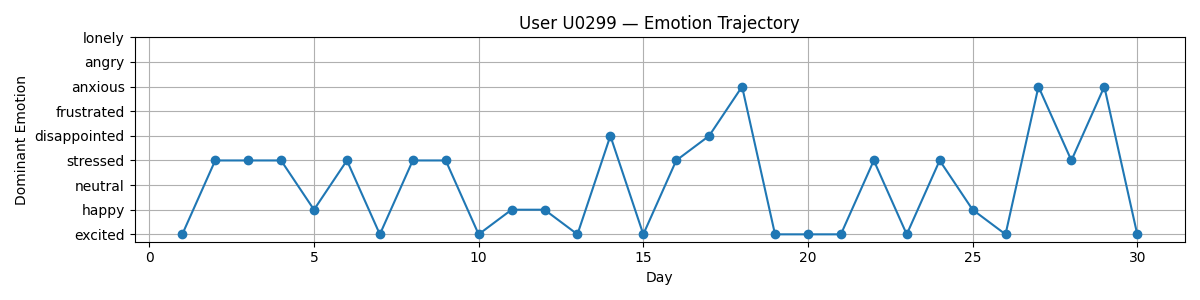 User U0299 — Emotion Trajectory
Dominant Emotion
lonely
angry
anxious
frustrated
disappointed
stressed
neutral
happy
excited
0 5 10 15 20 25 30
Day